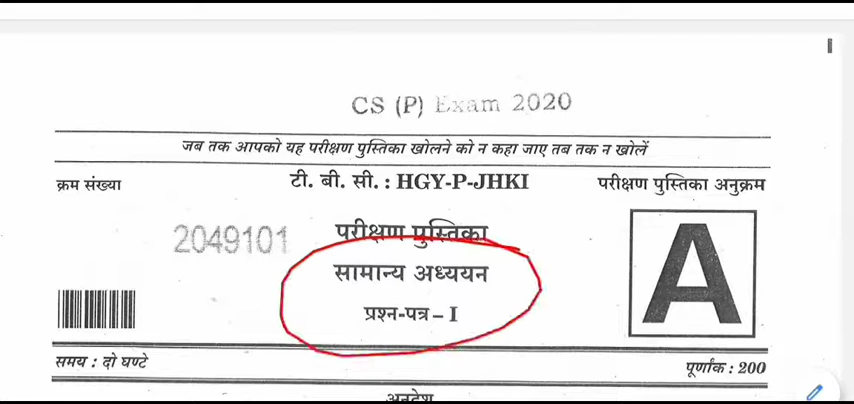 CS (P) Exam 2020
जब तक आपको यह परीक्षण पुस्तिका खोलने को न कहा जाए तब तक न खोलें
क्रम संख्या
टी. बी. सी. : HGY-P-JHKI
परीक्षण पुस्तिका अनुक्रम
2049101
परीक्षण पुस्तिका
सामान्य अध्ययन
प्रश्न-पत्र – I
A
समय : दो घण्टे
पूर्णांक : 200
अनुदेश